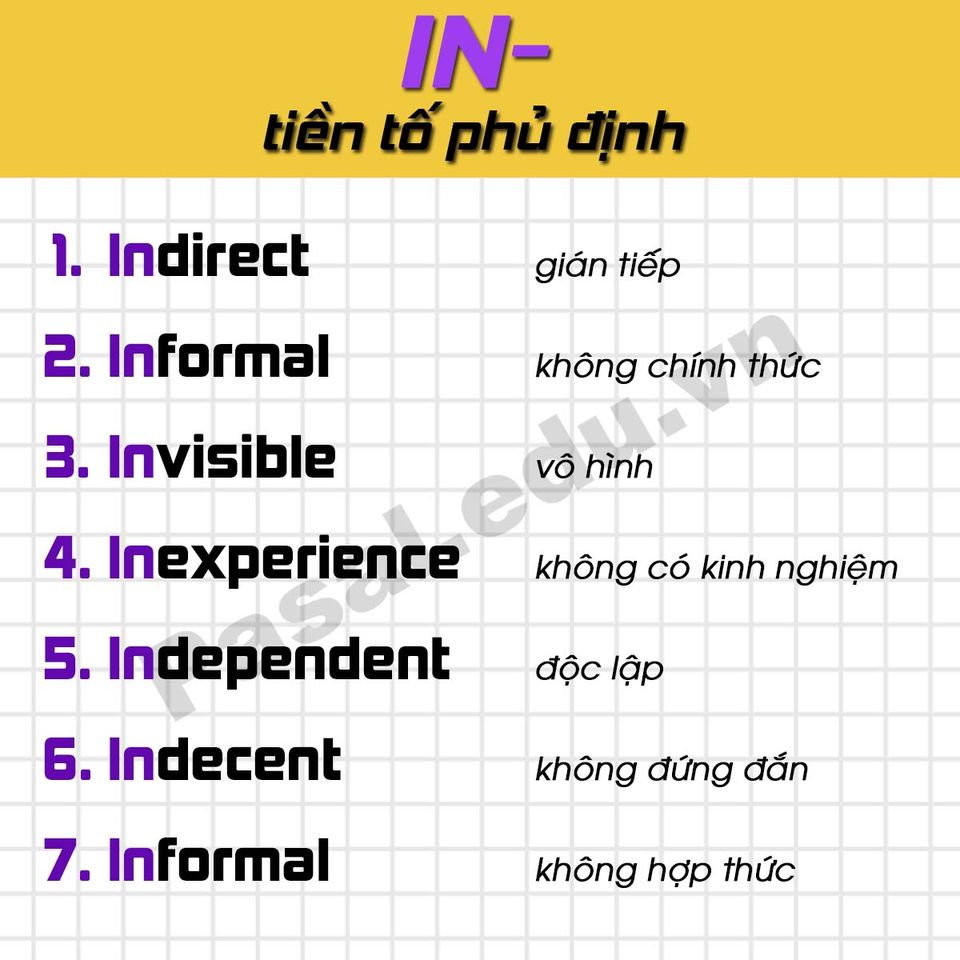 IN-
tiền tố phủ định
1. Indirect gián tiếp
2. Informal không chính thức
3. Invisible vô hình
4. Inexperience không có kinh nghiệm
5. Independent độc lập
6. Indecent không đứng đắn
7. Informal không hợp thức
Pasal.edu.vn